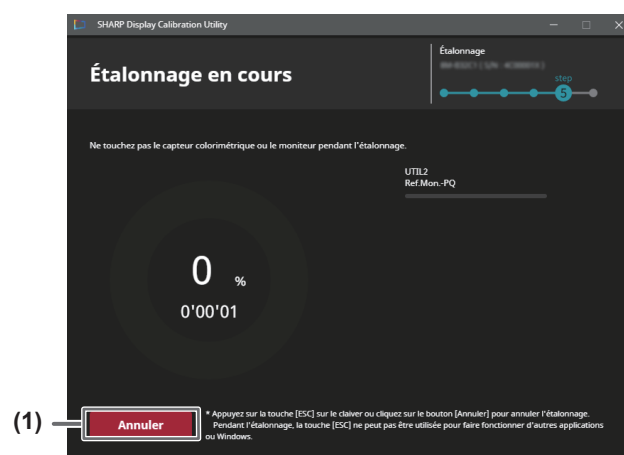 SHARP Display Calibration Utility
Étalonnage en cours
Étalonnage
step
5
Ne touchez pas le capteur colorimétrique ou le moniteur pendant l'étalonnage.
UTIL2
Ref.Mon.-PQ
0 %
0'00'01
(1)
Annuler
* Appuyez sur la touche [ESC] sur le claiver ou cliquez sur le bouton [Annuler] pour annuler l'étalonnage.
Pendant l'étalonnage, la touche [ESC] ne peut pas être utilisée pour faire fonctionner d'autres applications
ou Windows.